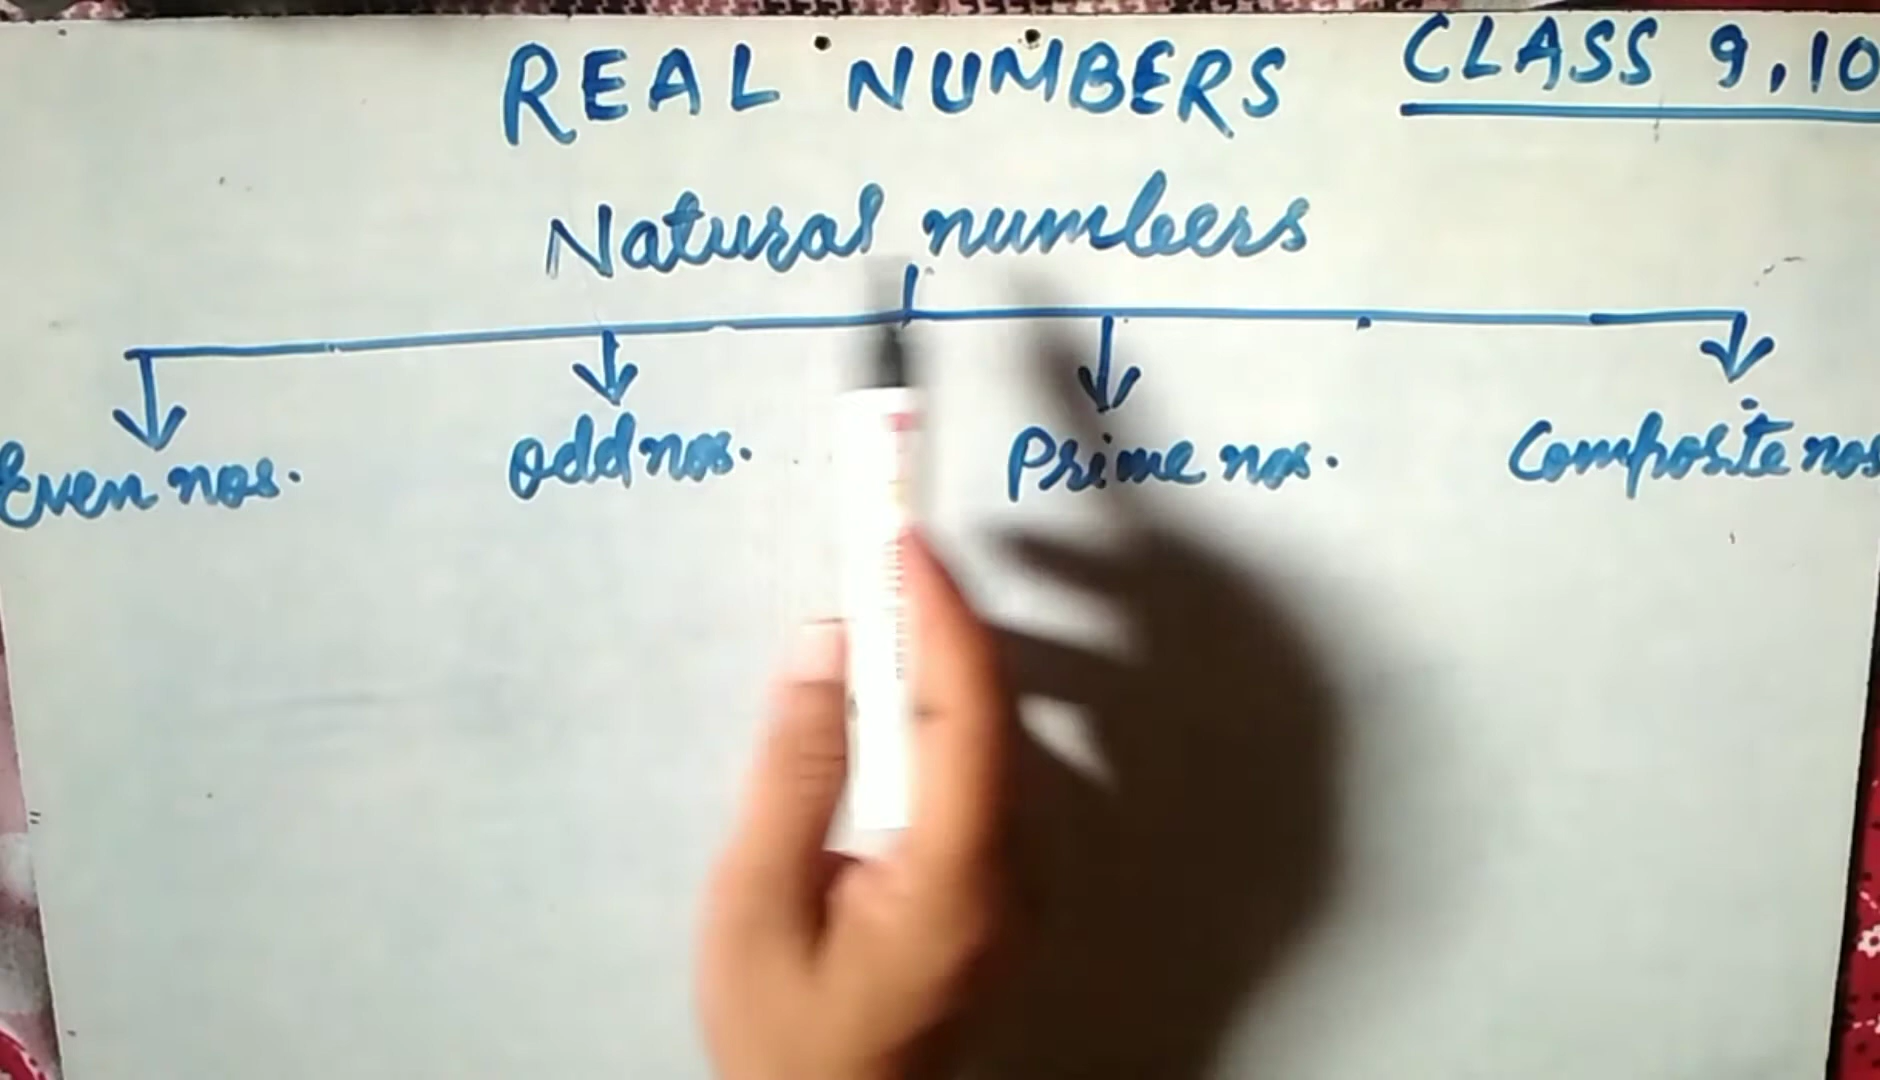 REAL NUMBERS CLASS 9,10
Natural numbers
Even nos. Odd nos. Prime nos. Composite nos